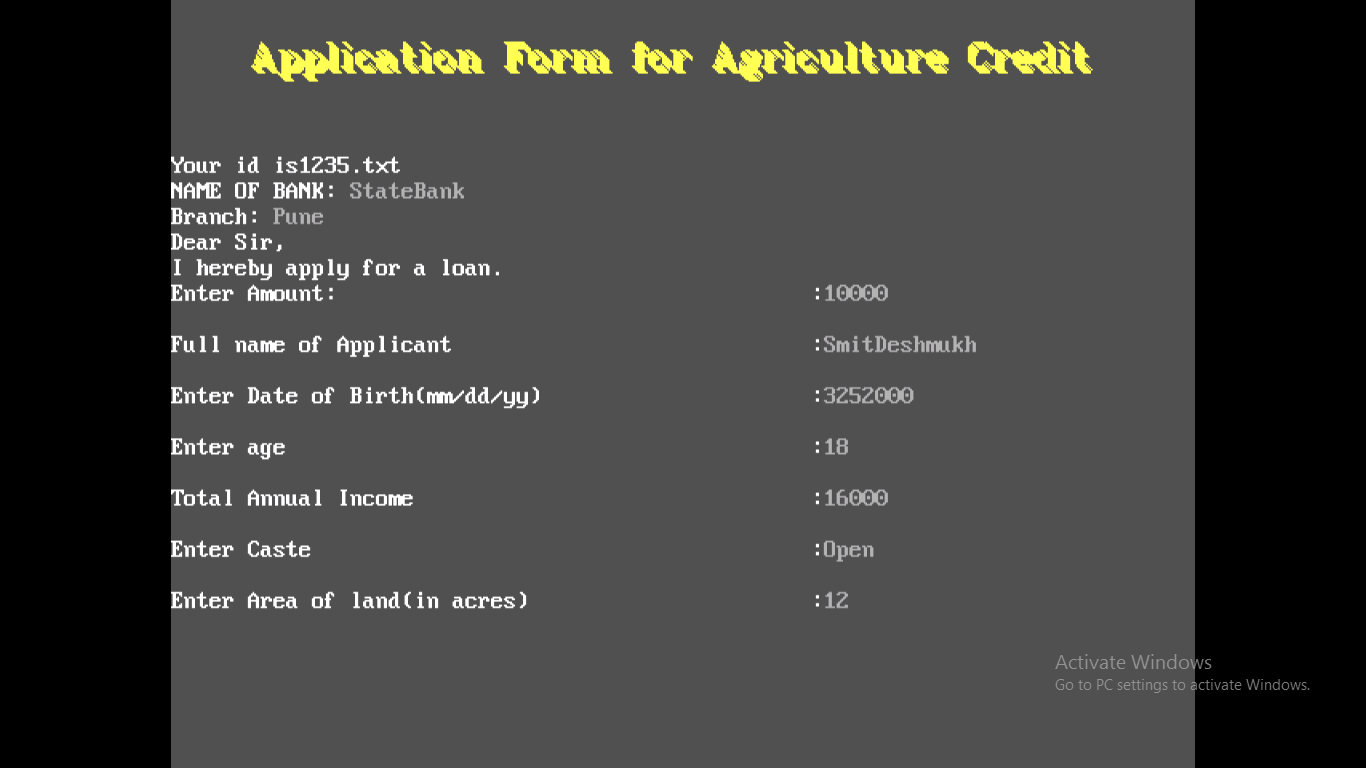 Application Form for Agriculture Credit
Your id is1235.txt
NAME OF BANK: StateBank
Branch: Pune
Dear Sir,
I hereby apply for a loan.
Enter Amount: :10000
Full name of Applicant :SmitDeshmukh
Enter Date of Birth(mm/dd/yy) :3252000
Enter age :18
Total Annual Income :16000
Enter Caste :Open
Enter Area of land(in acres) :12
Activate Windows
Go to PC settings to activate Windows.